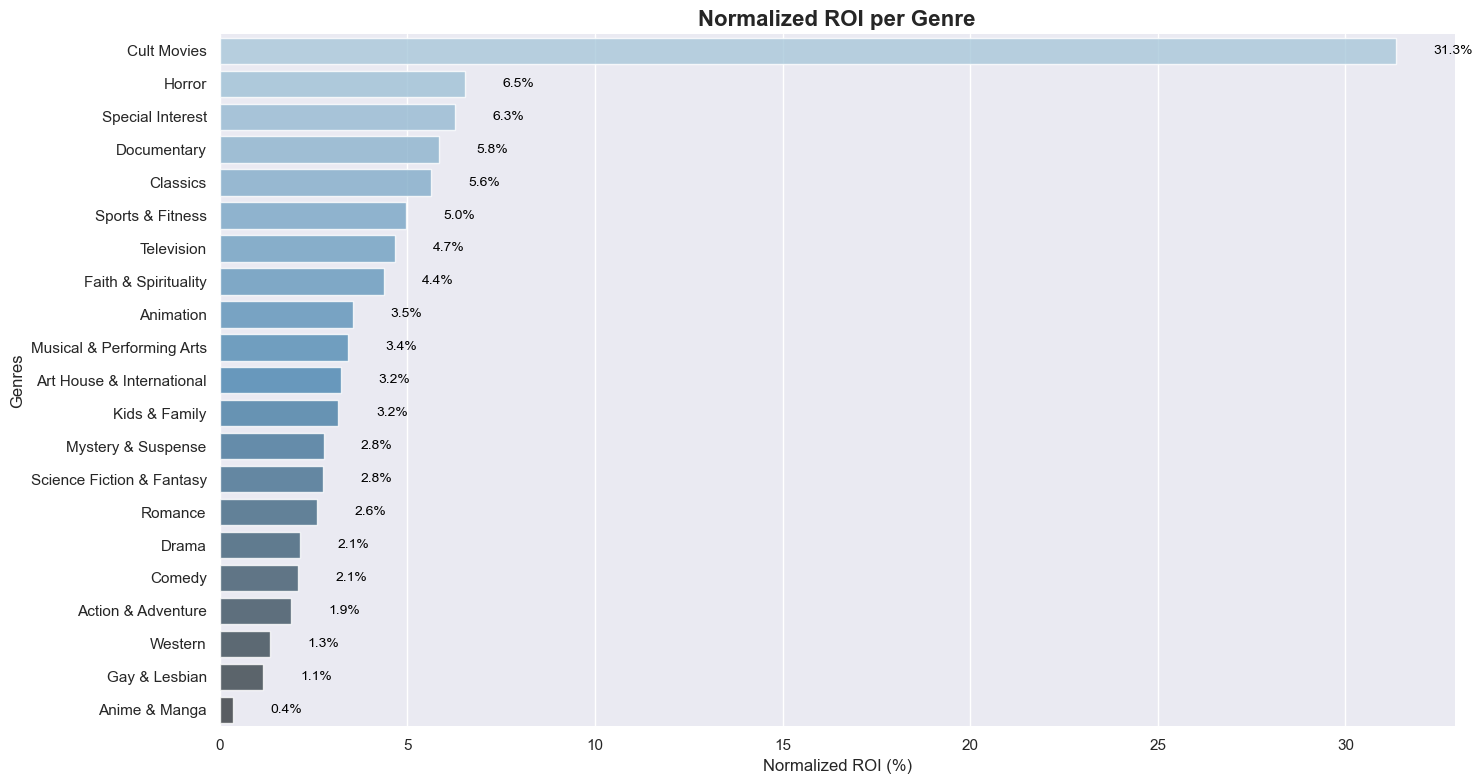 Normalized ROI per Genre
Genres
Cult Movies 31.3%
Horror 6.5%
Special Interest 6.3%
Documentary 5.8%
Classics 5.6%
Sports & Fitness 5.0%
Television 4.7%
Faith & Spirituality 4.4%
Animation 3.5%
Musical & Performing Arts 3.4%
Art House & International 3.2%
Kids & Family 3.2%
Mystery & Suspense 2.8%
Science Fiction & Fantasy 2.8%
Romance 2.6%
Drama 2.1%
Comedy 2.1%
Action & Adventure 1.9%
Western 1.3%
Gay & Lesbian 1.1%
Anime & Manga 0.4%
0 5 10 15 20 25 30
Normalized ROI (%)